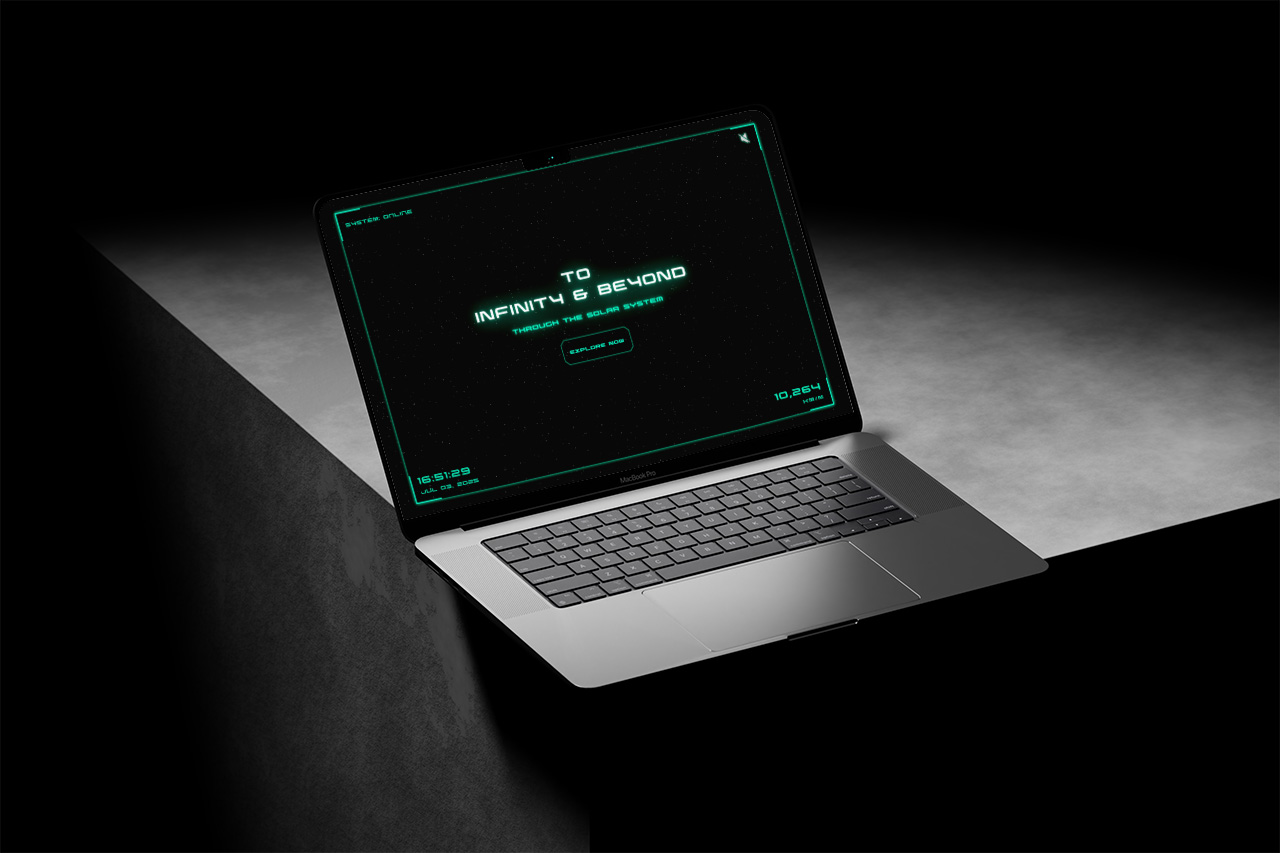 SYSTEM: ONLINE
TO
INFINITY & BEYOND
THROUGH THE SOLAR SYSTEM
EXPLORE NOW
10,264
KM/H
16:51:29
JUL 03, 2025
MacBook Pro